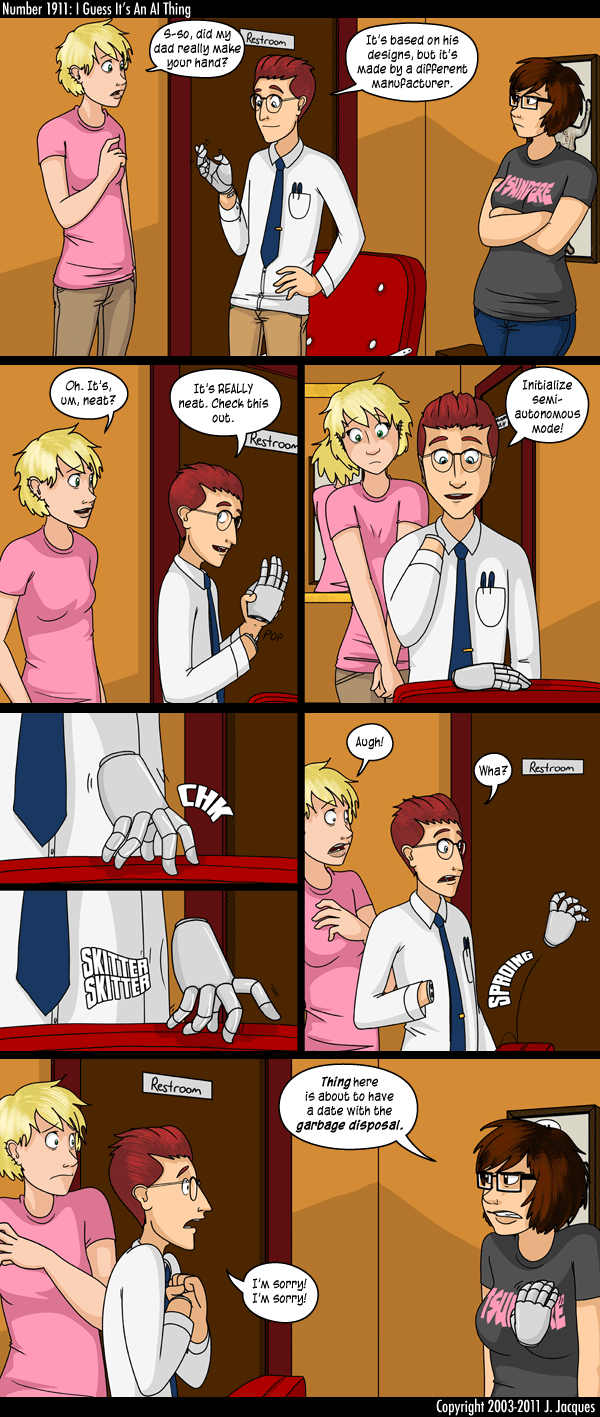 Number 1911: I Guess It's An AI Thing
S-so, did my
dad really make
your hand?
Restroom
It's based on his
designs, but it's
made by a different
manufacturer.
Oh. It's,
um, neat?
It's REALLY
neat. Check this
out.
Restroom
POP
Initialize
semi-
autonomous
mode!
CHK
SKITTER
SKITTER
Augh!
Wha?
Restroom
SPROING
Restroom
Thing here
is about to have
a date with the
garbage disposal.
I'm sorry!
I'm sorry!
Copyright 2003-2011 J. Jacques